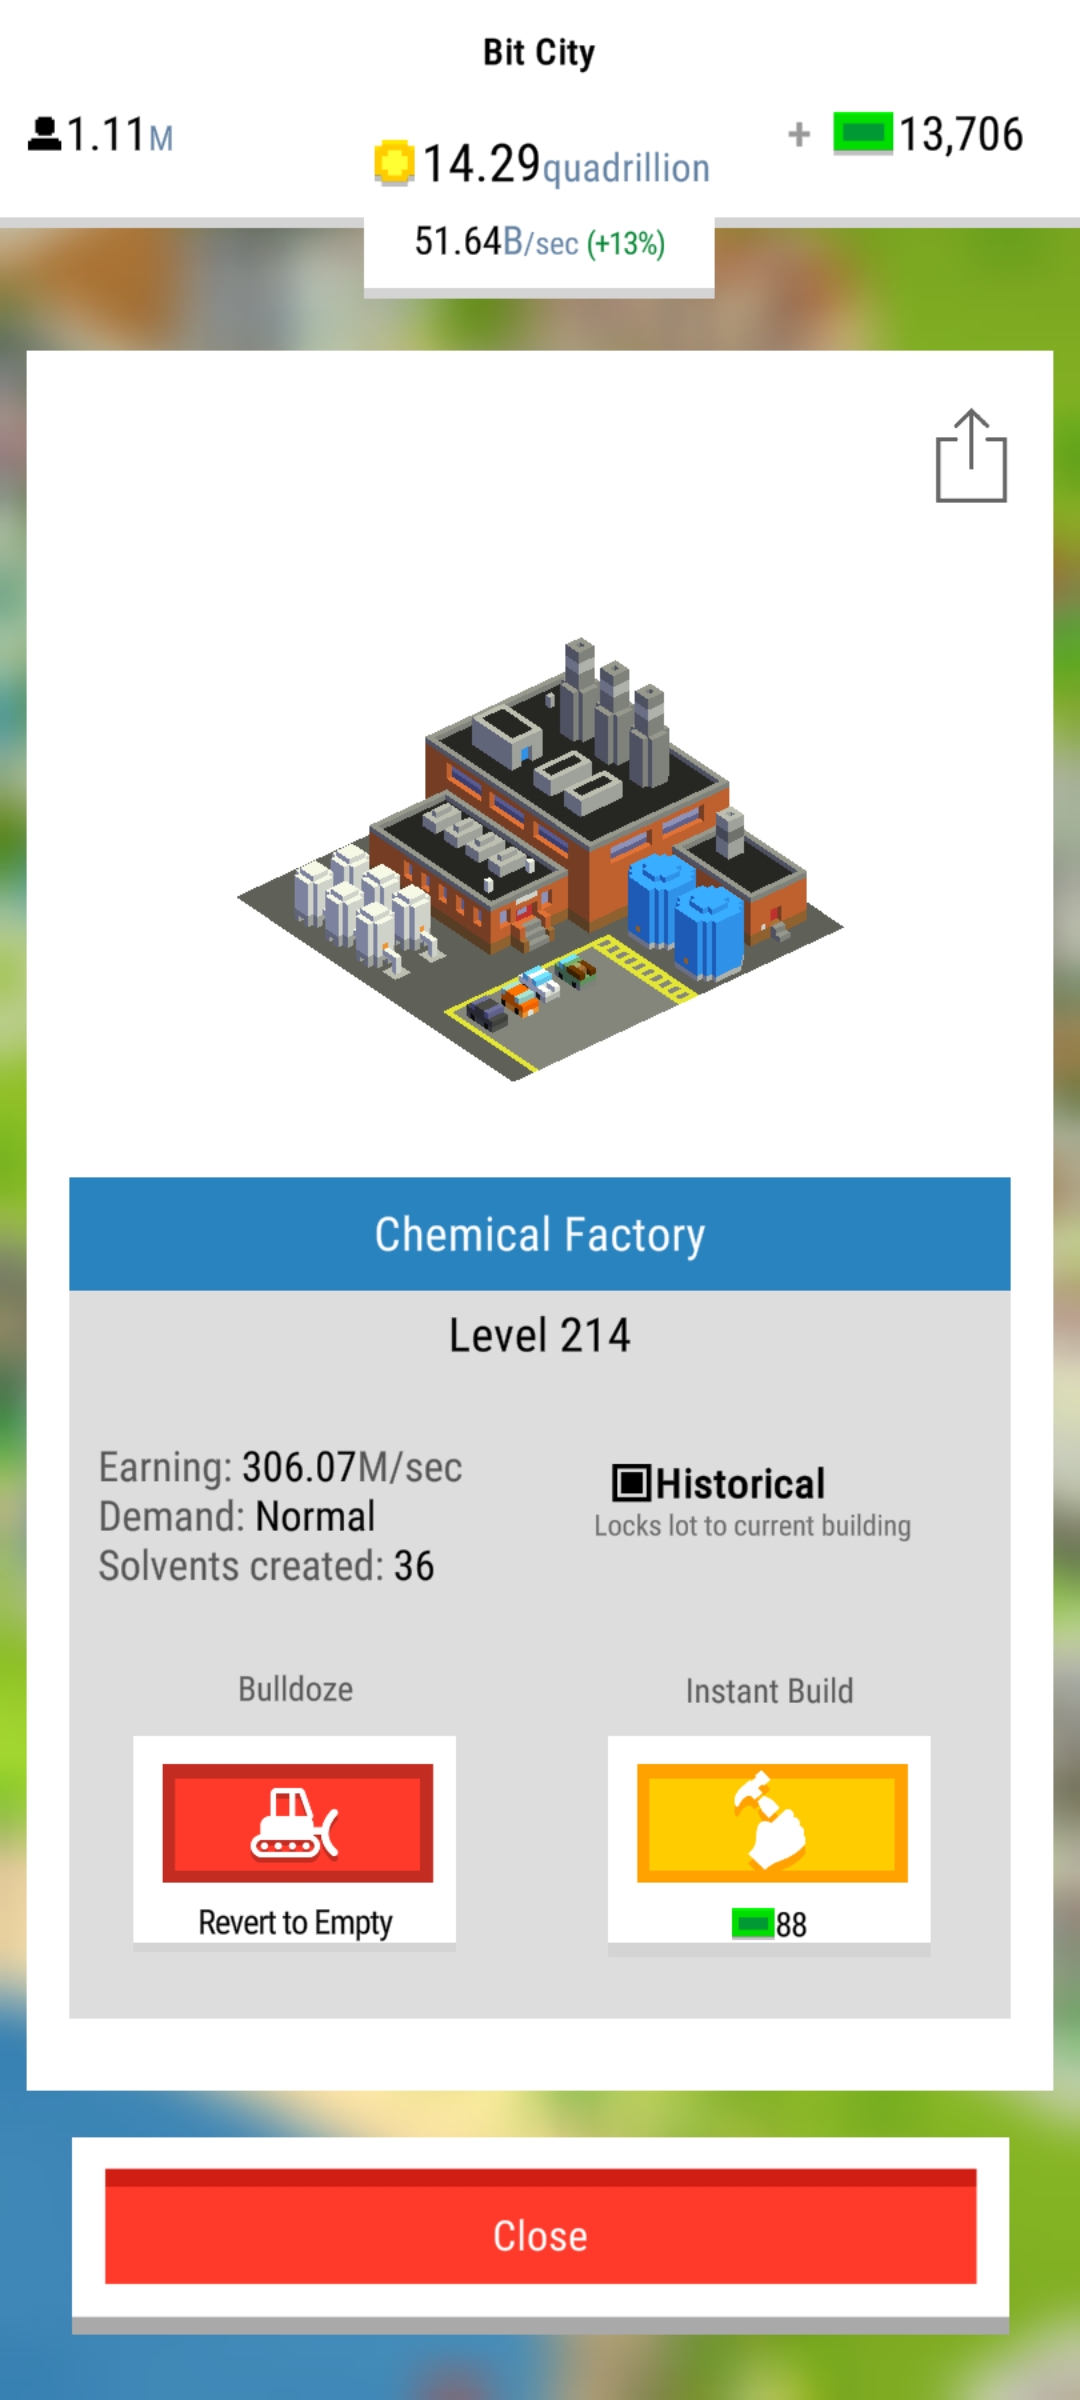 Bit City
1.11M
14.29quadrillion
+ 13,706
51.64B/sec (+13%)
Chemical Factory
Level 214
Earning: 306.07M/sec
Demand: Normal
Solvents created: 36
Historical
Locks lot to current building
Bulldoze
Revert to Empty
Instant Build
88
Close